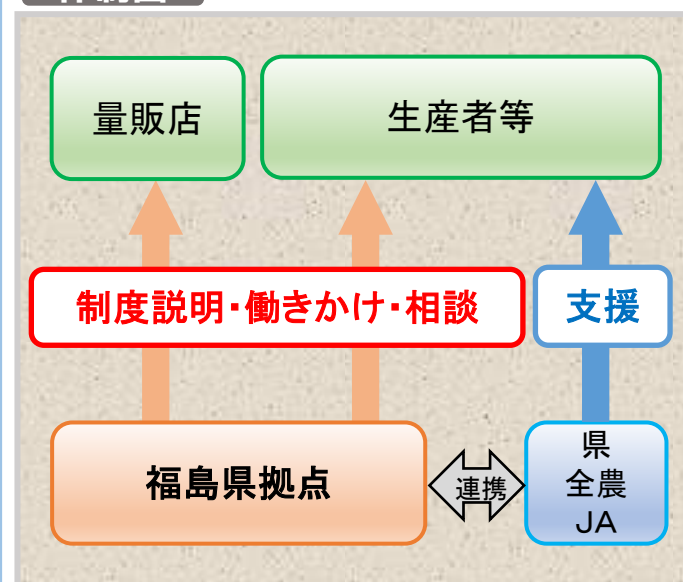 量販店
生産者等
制度説明・働きかけ・相談
支援
福島県拠点
連携
県
全農
JA